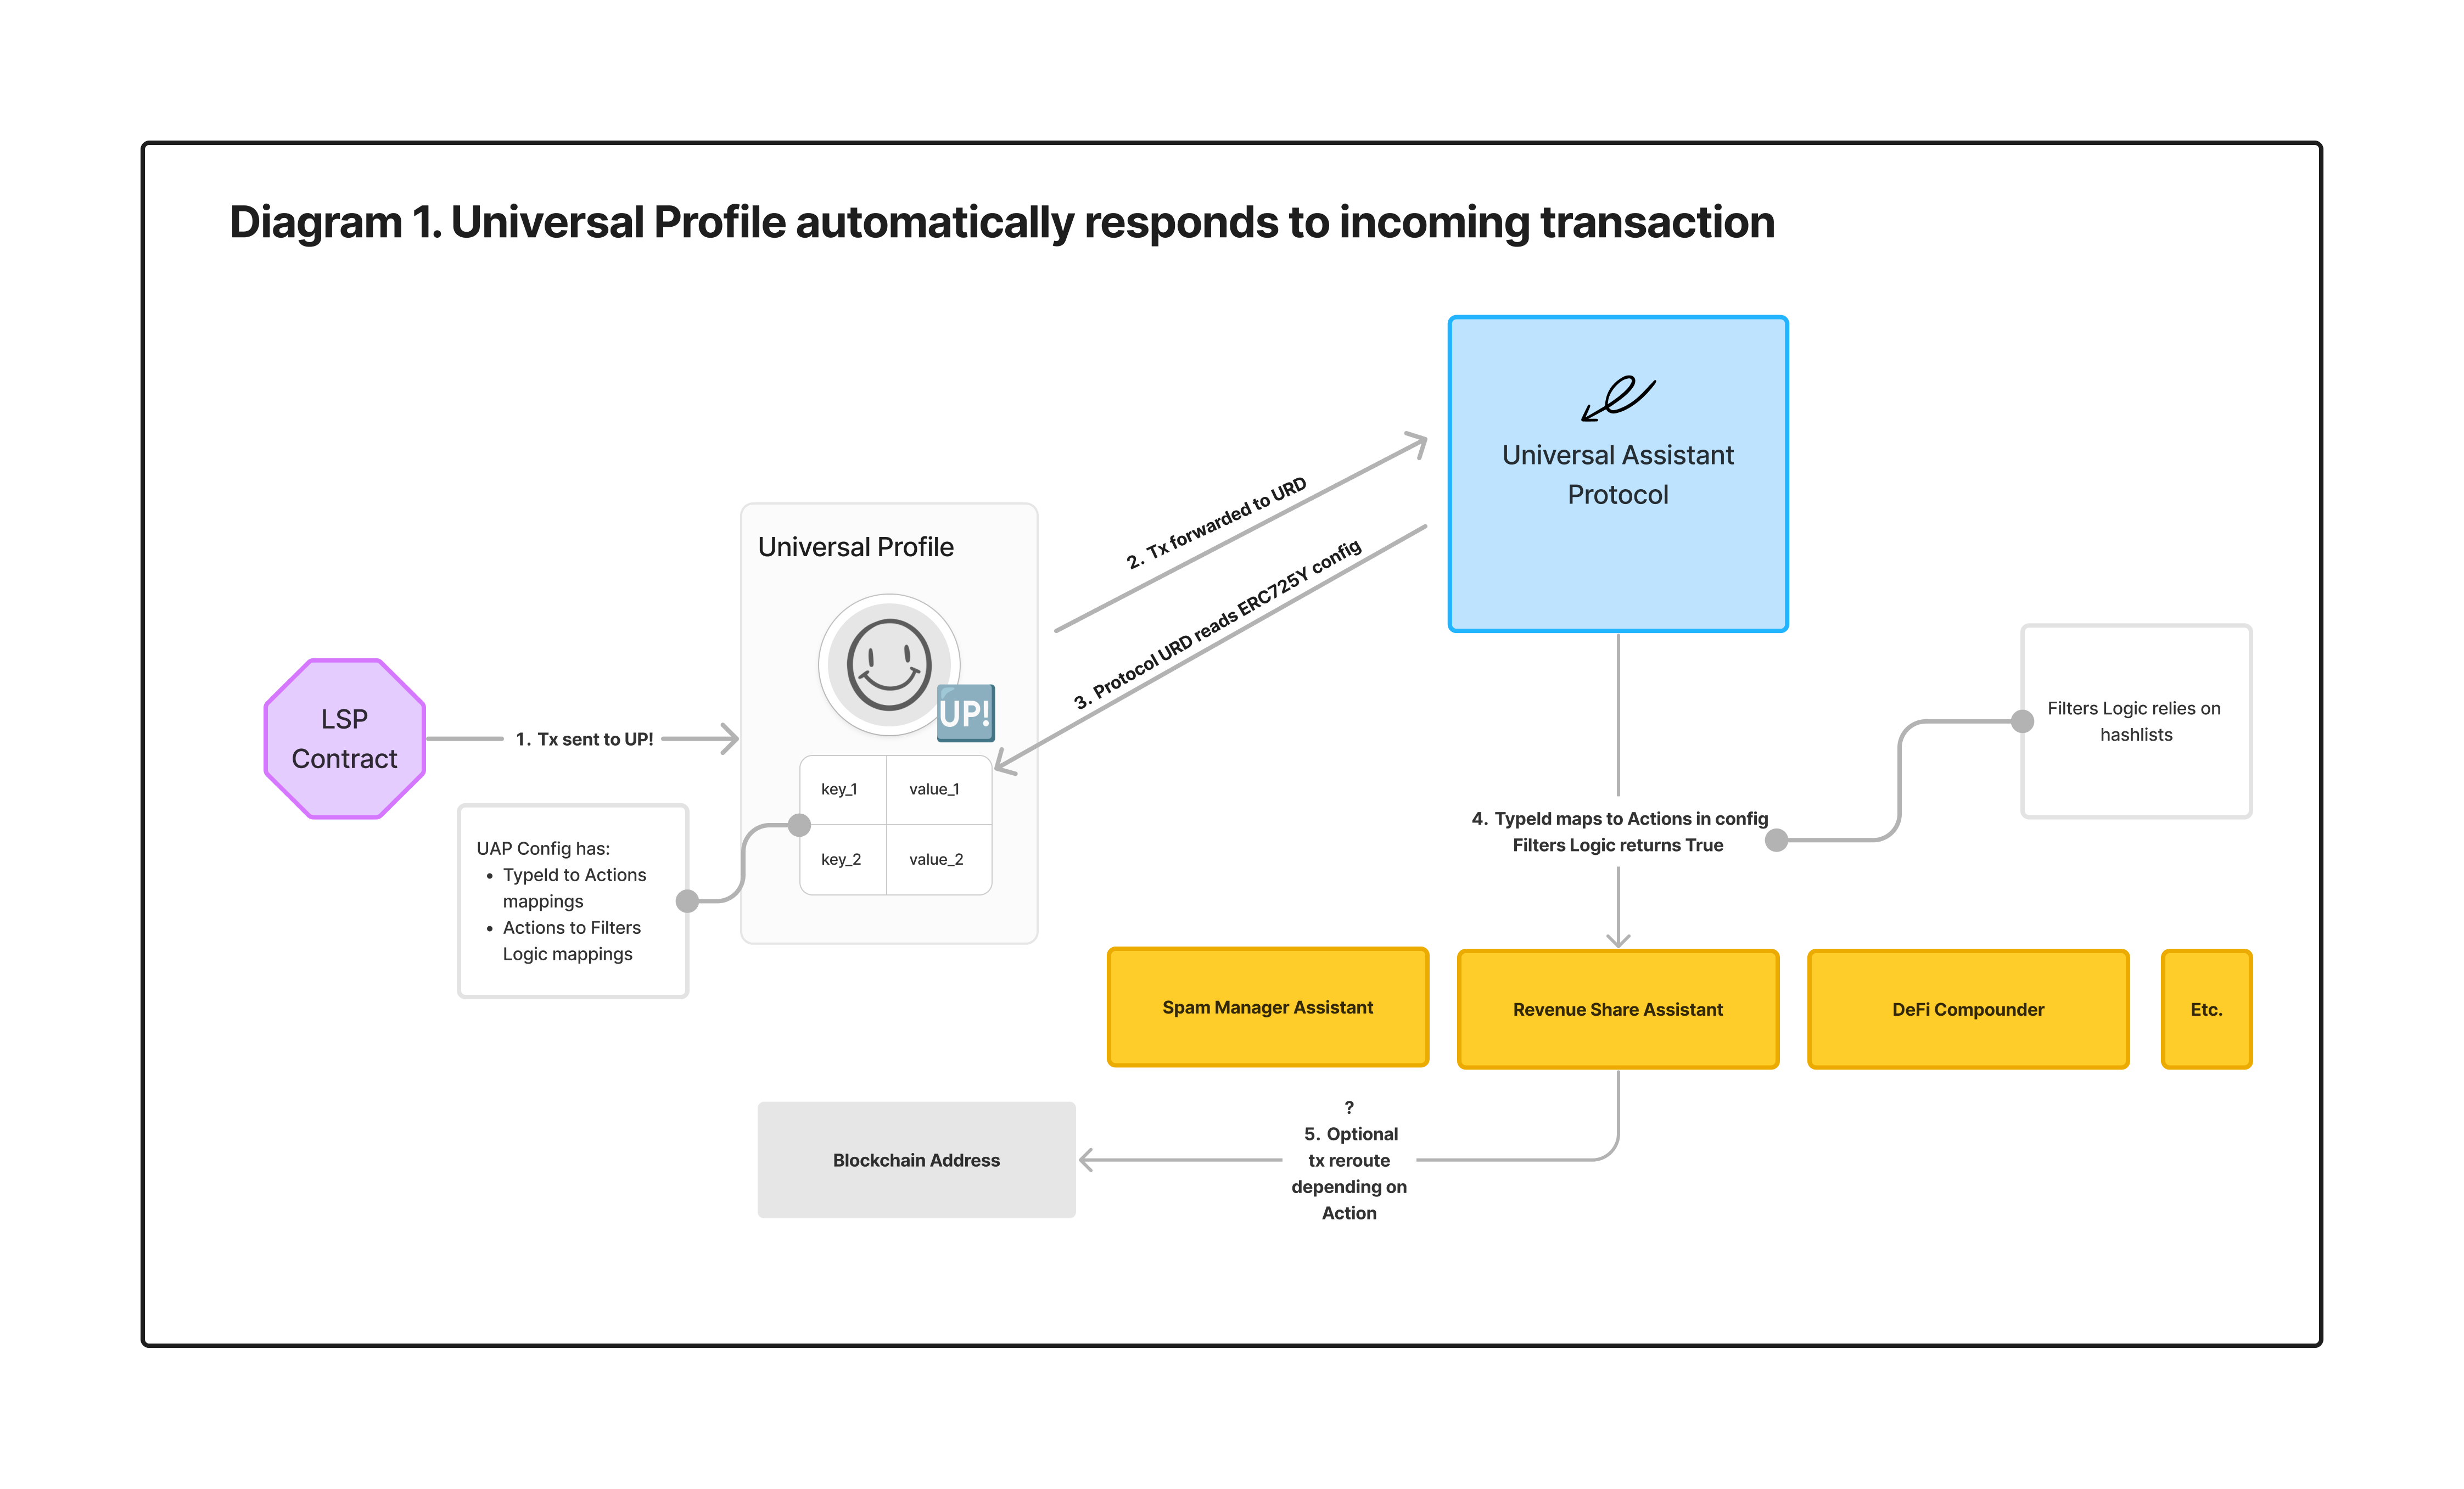 Diagram 1. Universal Profile automatically responds to incoming transaction
Universal Assistant
Protocol
2. Tx forwarded to URD
3. Protocol URD reads ERC725Y config
Universal Profile
UP!
LSP
Contract
1. Tx sent to UP!
key_1
value_1
key_2
value_2
UAP Config has:
• TypeId to Actions
mappings
• Actions to Filters
Logic mappings
Filters Logic relies on
hashlists
4. TypeId maps to Actions in config
Filters Logic returns True
Spam Manager Assistant
Revenue Share Assistant
DeFi Compounder
Etc.
Blockchain Address
?
5. Optional
tx reroute
depending on
Action